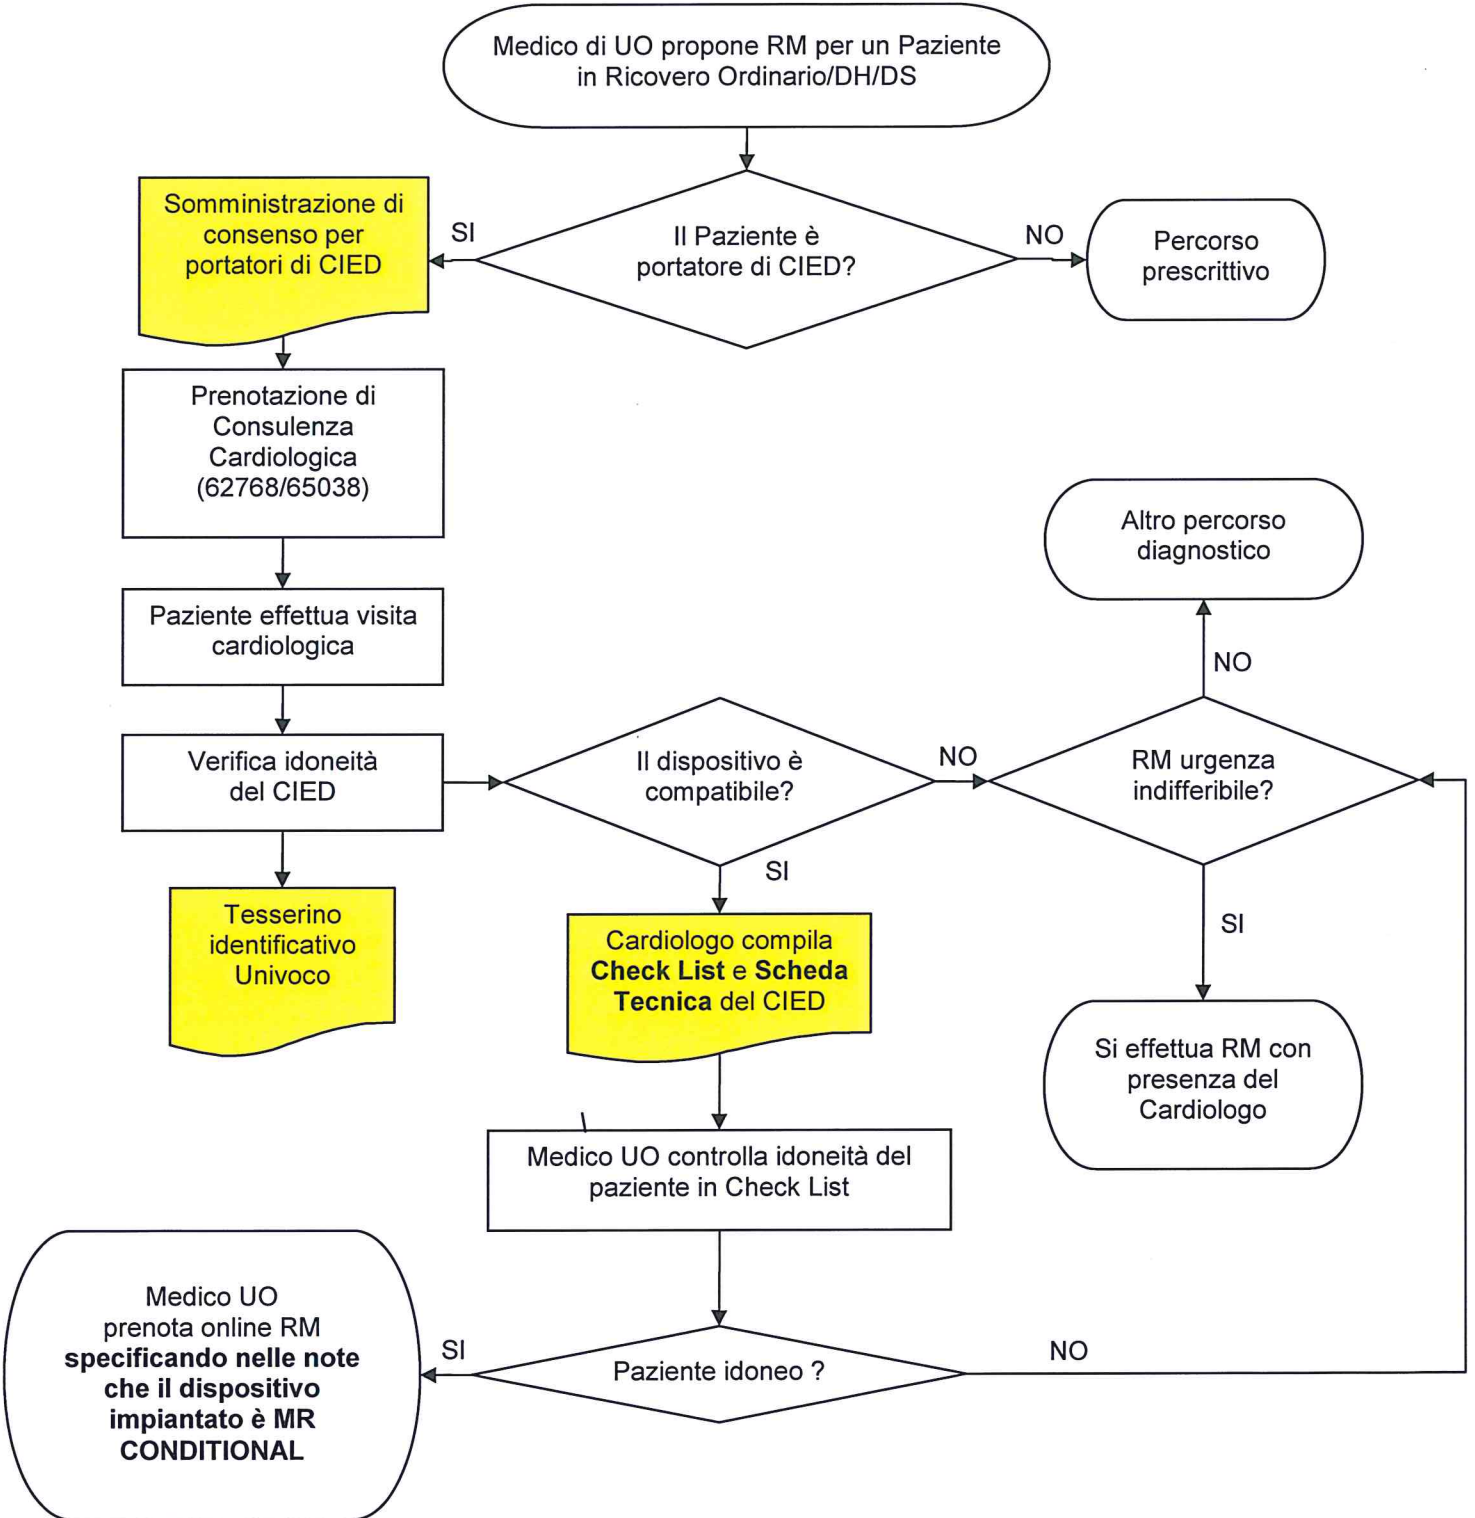 Medico di UO propone RM per un Paziente
in Ricovero Ordinario/DH/DS
Il Paziente è
portatore di CIED?
SI
NO
Somministrazione di
consenso per
portatori di CIED
Percorso
prescrittivo
Prenotazione di
Consulenza
Cardiologica
(62768/65038)
Paziente effettua visita
cardiologica
Verifica idoneità
del CIED
Tesserino
identificativo
Univoco
Il dispositivo è
compatibile?
NO
SI
RM urgenza
indifferibile?
NO
Altro percorso
diagnostico
SI
Si effettua RM con
presenza del
Cardiologo
Cardiologo compila
Check List e Scheda
Tecnica del CIED
Medico UO controlla idoneità del
paziente in Check List
Paziente idoneo ?
SI
NO
Medico UO
prenota online RM
specificando nelle note
che il dispositivo
impiantato è MR
CONDITIONAL